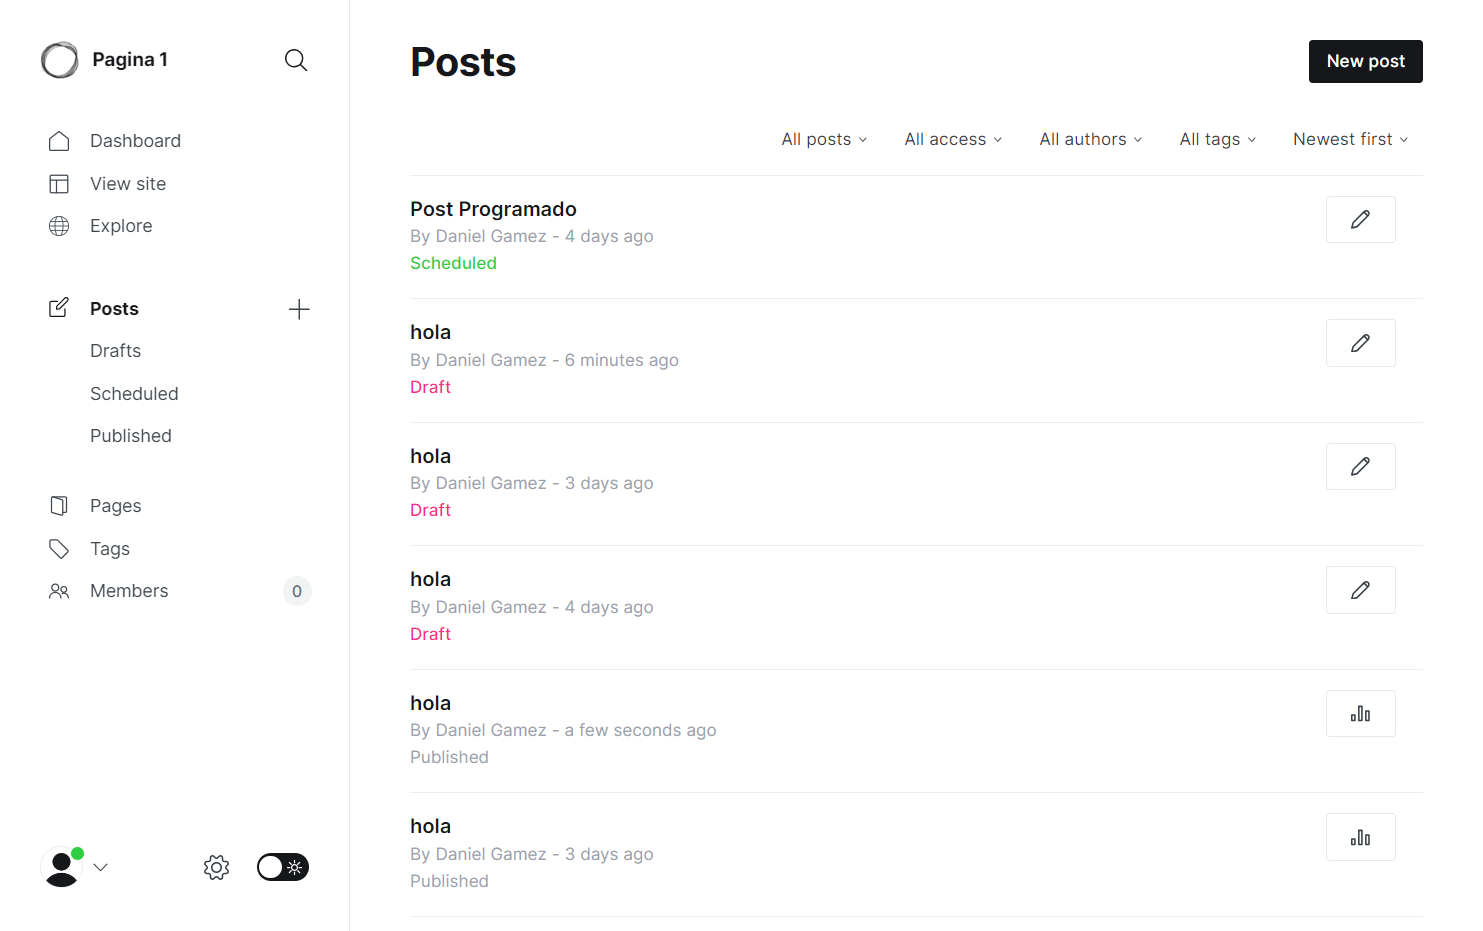 Pagina 1
Dashboard
View site
Explore
Posts
Drafts
Scheduled
Published
Pages
Tags
Members 0
Posts
New post
All posts All access All authors All tags Newest first
Post Programado
By Daniel Gamez - 4 days ago
Scheduled
hola
By Daniel Gamez - 6 minutes ago
Draft
hola
By Daniel Gamez - 3 days ago
Draft
hola
By Daniel Gamez - 4 days ago
Draft
hola
By Daniel Gamez - a few seconds ago
Published
hola
By Daniel Gamez - 3 days ago
Published